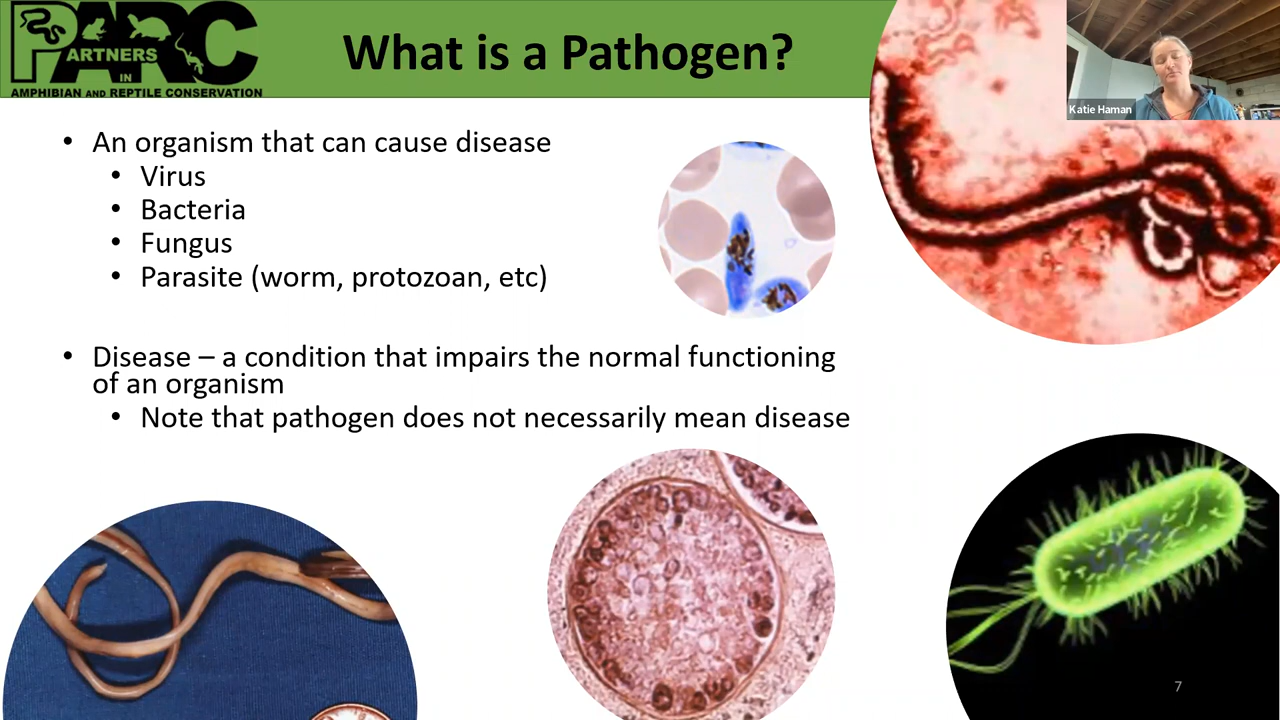 PARC
ARTNERS
IN
AMPHIBIAN AND REPTILE CONSERVATION
What is a Pathogen?
Katie Haman
• An organism that can cause disease
• Virus
• Bacteria
• Fungus
• Parasite (worm, protozoan, etc)
• Disease – a condition that impairs the normal functioning
of an organism
• Note that pathogen does not necessarily mean disease
7